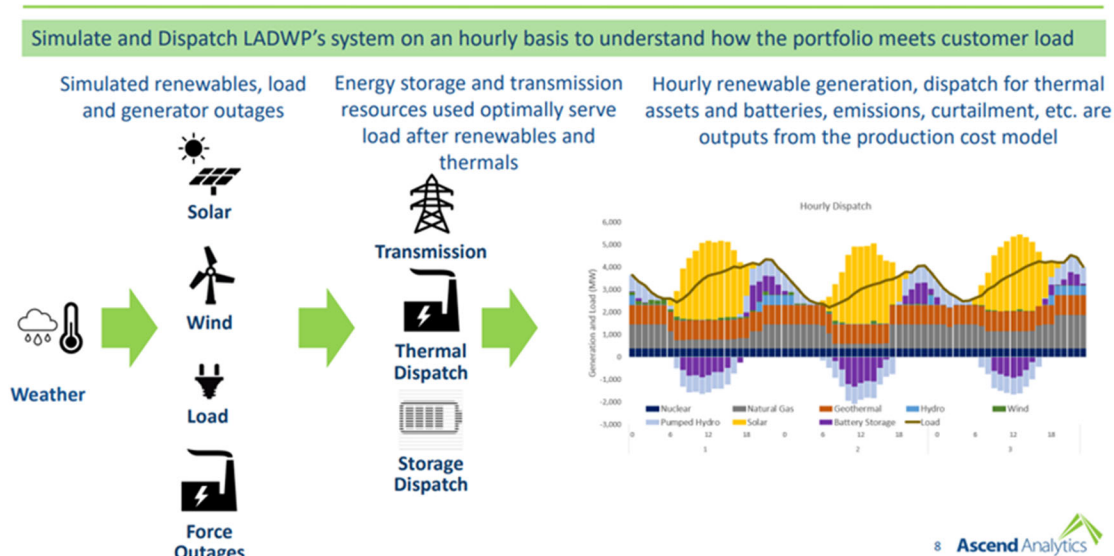 Simulate and Dispatch LADWP's system on an hourly basis to understand how the portfolio meets customer load
Simulated renewables, load
and generator outages
Energy storage and transmission
resources used optimally serve
load after renewables and
thermals
Hourly renewable generation, dispatch for thermal
assets and batteries, emissions, curtailment, etc. are
outputs from the production cost model
Weather
Solar
Wind
Load
Force
Outages
Transmission
Thermal
Dispatch
Storage
Dispatch
Hourly Dispatch
Generation and Load (MW)
6,000
5,000
4,000
3,000
2,000
1,000
0
-1,000
-2,000
-3,000
Nuclear Natural Gas Geothermal Hydro Wind
Pumped Hydro Solar Battery Storage Load
0 6 12 18 0 6 12 18 0 6 12 18
1 2 3
8 Ascend Analytics